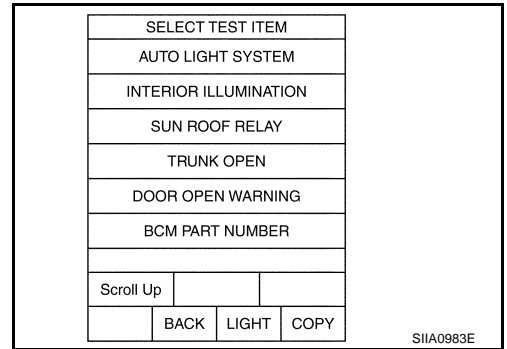 SELECT TEST ITEM
AUTO LIGHT SYSTEM
INTERIOR ILLUMINATION
SUN ROOF RELAY
TRUNK OPEN
DOOR OPEN WARNING
BCM PART NUMBER
Scroll Up
BACK LIGHT COPY
SIIA0983E